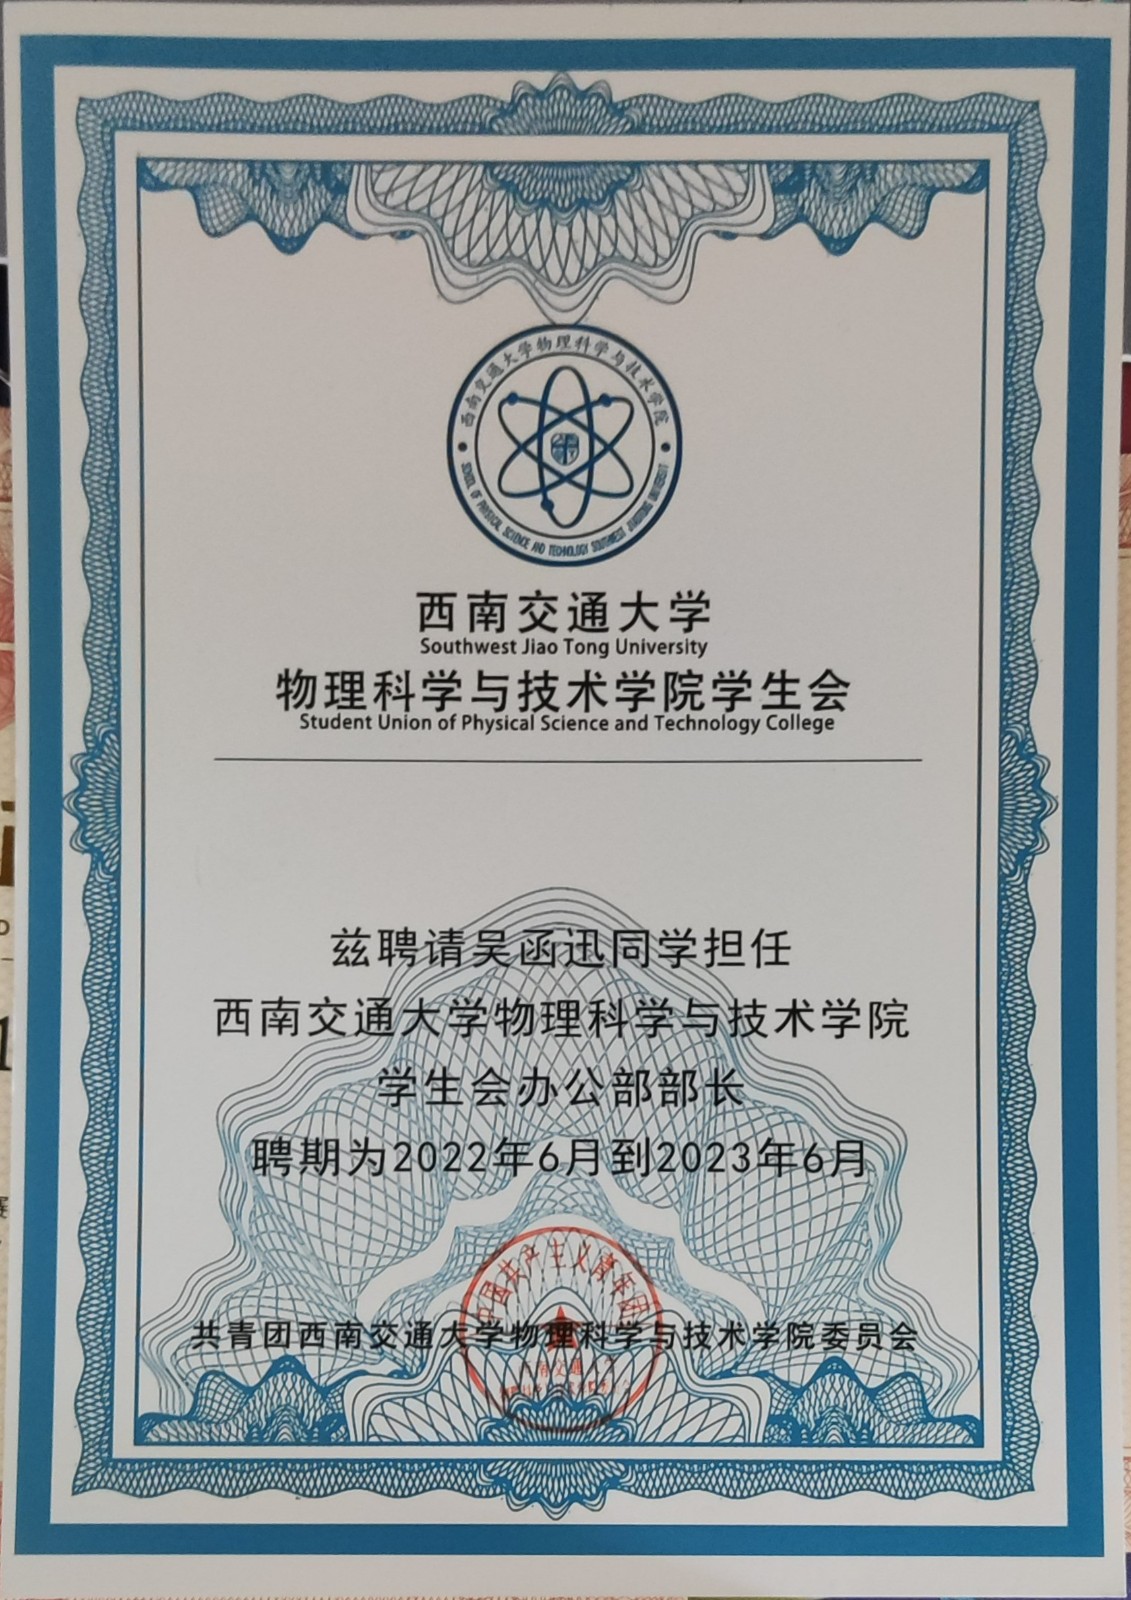 西南交通大学物理科学与技术学院
SCHOOL OF PHYSICAL SCIENCE AND TECHNOLOGY SOUTHWEST JIAOTONG UNIVERSITY
西南交通大学
Southwest Jiao Tong University
物理科学与技术学院学生会
Student Union of Physical Science and Technology College
兹聘请吴函迅同学担任
西南交通大学物理科学与技术学院
学生会办公部部长
聘期为2022年6月到2023年6月
中国共产主义青年团
共青团西南交通大学物理科学与技术学院委员会